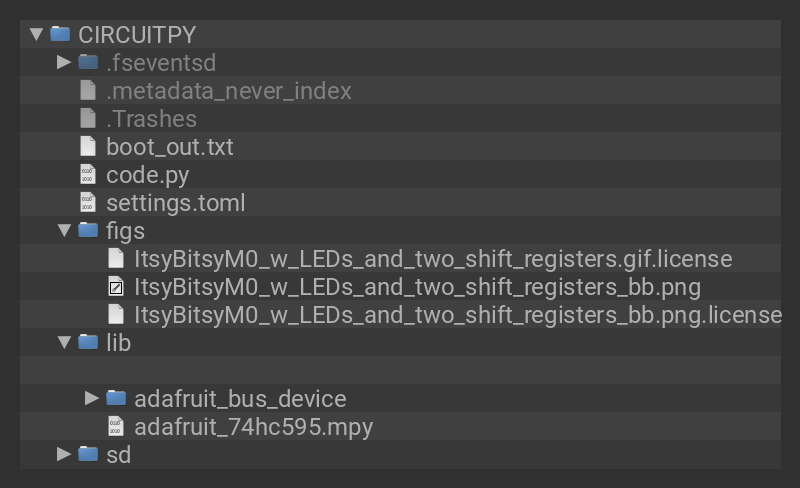 CIRCUITPY
.fseventsd
.metadata_never_index
.Trashes
boot_out.txt
code.py
settings.toml
figs
ItsyBitsyM0_w_LEDs_and_two_shift_registers.gif.license
ItsyBitsyM0_w_LEDs_and_two_shift_registers_bb.png
ItsyBitsyM0_w_LEDs_and_two_shift_registers_bb.png.license
lib
adafruit_bus_device
adafruit_74hc595.mpy
sd